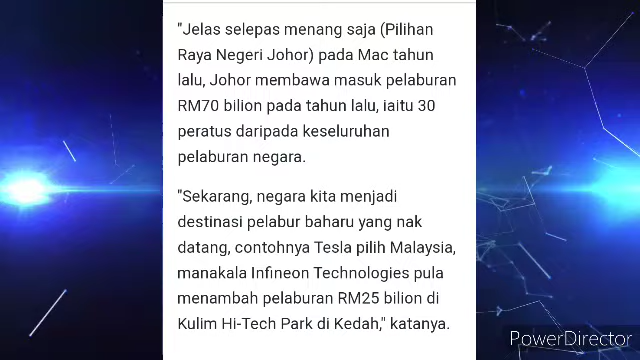 "Jelas selepas menang saja (Pilihan
Raya Negeri Johor) pada Mac tahun
lalu, Johor membawa masuk pelaburan
RM70 bilion pada tahun lalu, iaitu 30
peratus daripada keseluruhan
pelaburan negara.
"Sekarang, negara kita menjadi
destinasi pelabur baharu yang nak
datang, contohnya Tesla pilih Malaysia,
manakala Infineon Technologies pula
menambah pelaburan RM25 bilion di
Kulim Hi-Tech Park di Kedah," katanya.
PowerDirector